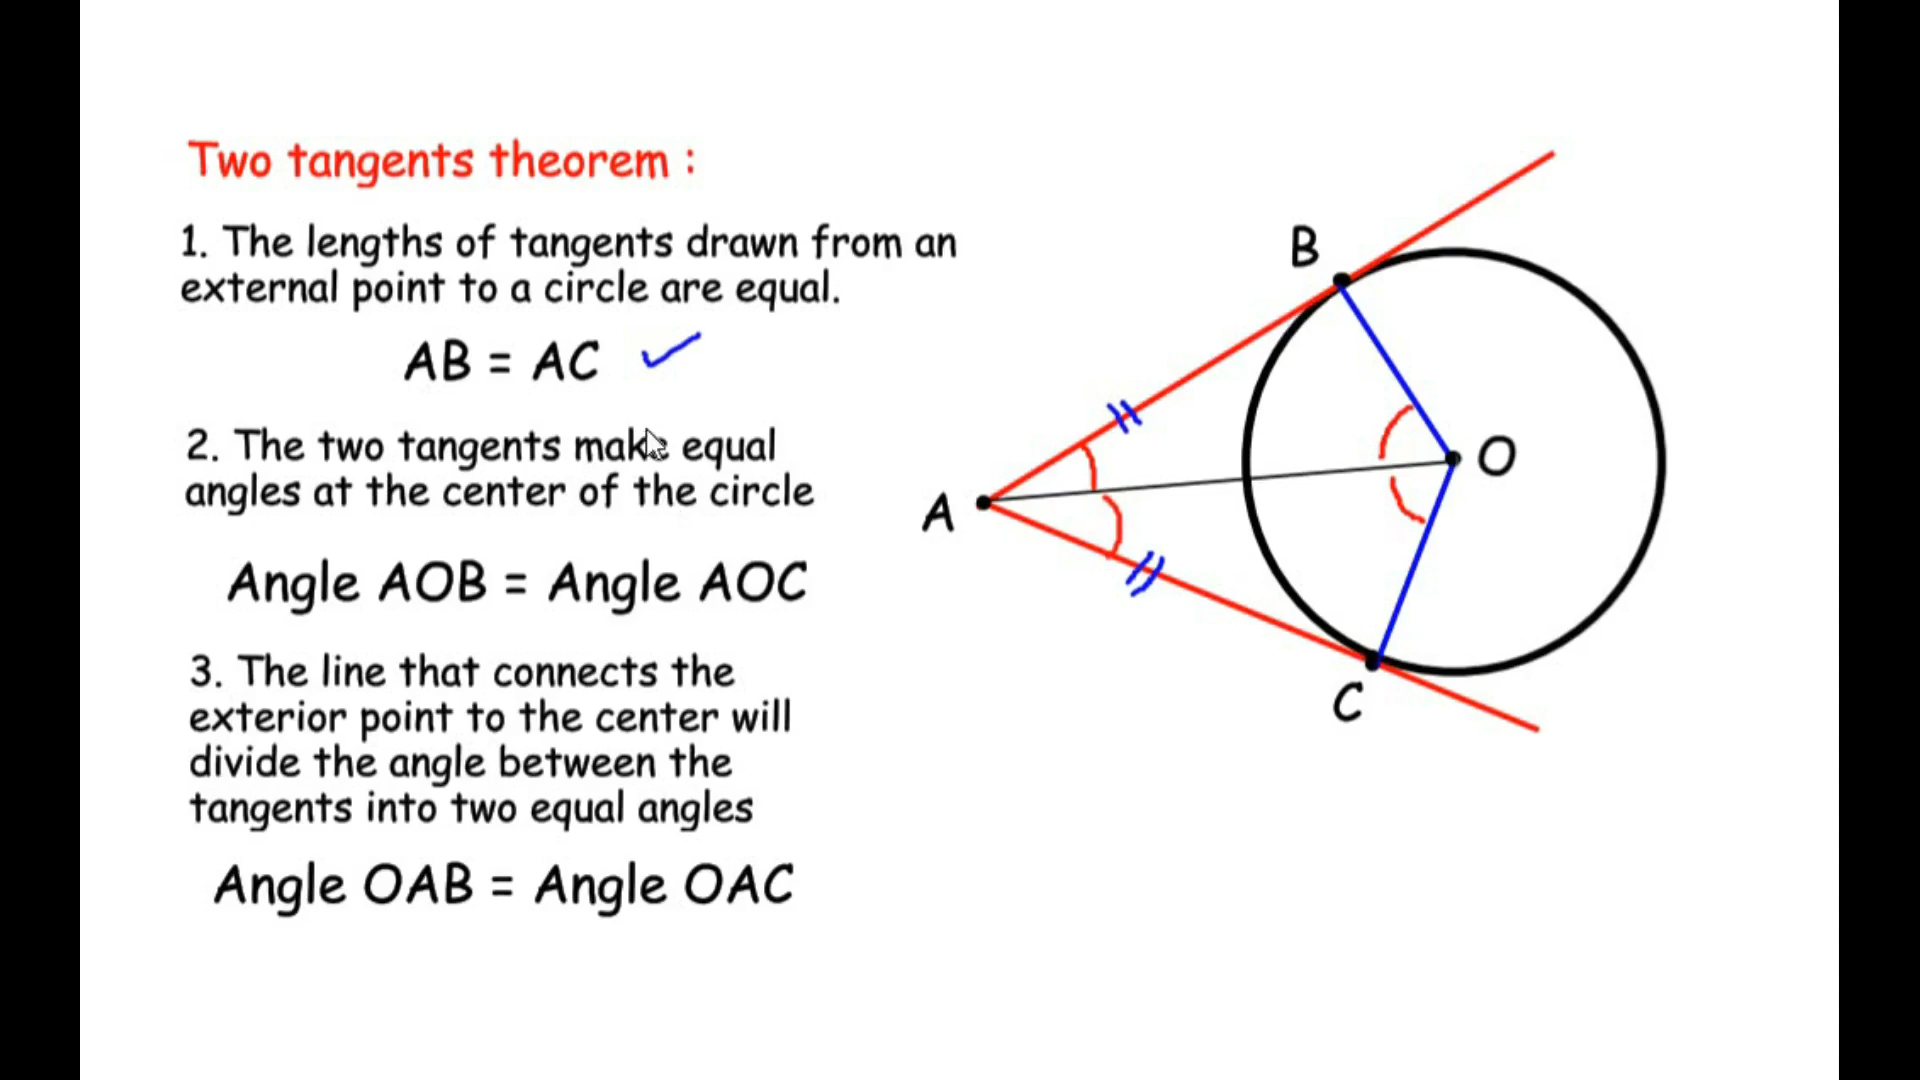 Two tangents theorem :
1. The lengths of tangents drawn from an
external point to a circle are equal.
AB = AC
2. The two tangents make equal
angles at the center of the circle
Angle AOB = Angle AOC
3. The line that connects the
exterior point to the center will
divide the angle between the
tangents into two equal angles
Angle OAB = Angle OAC
B
O
A
C